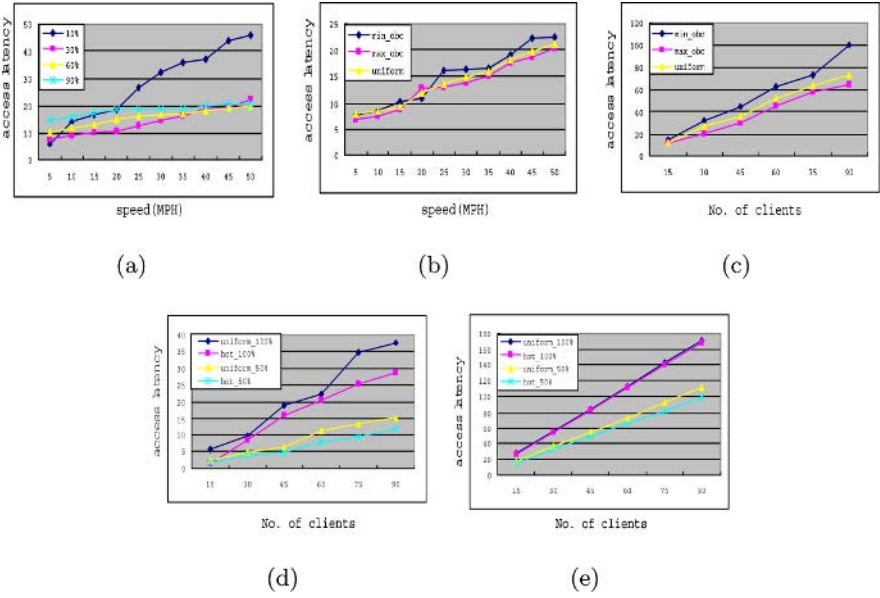 access latency
53
40
30
20
10
0
10%
30%
60%
90%
5 10 15 20 25 30 35 40 45 50
speed(MPH)
(a)
access latency
25
20
15
10
5
0
min_obc
max_obc
uniform
5 10 15 20 25 30 35 40 45 50
speed(MPH)
(b)
access latency
120
100
80
60
40
20
0
min_obc
max_obc
uniform
15 30 45 60 75 90
No. of clients
(c)
access latency
40
35
30
25
20
15
10
5
0
uniform_100%
hot_100%
uniform_50%
hot_50%
15 30 45 60 75 90
No. of clients
(d)
access latency
180
160
140
120
100
80
60
40
20
0
uniform_100%
hot_100%
uniform_50%
hot_50%
15 30 45 60 75 90
No. of clients
(e)